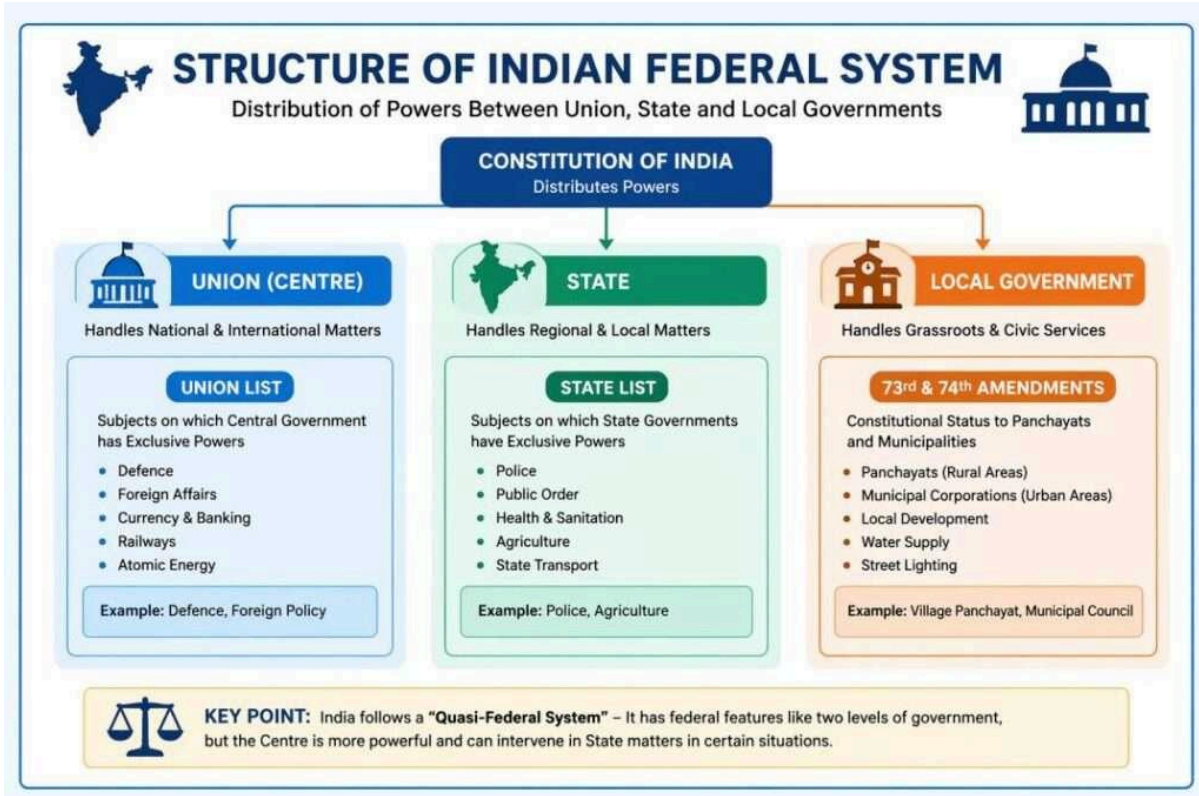 STRUCTURE OF INDIAN FEDERAL SYSTEM
Distribution of Powers Between Union, State and Local Governments
CONSTITUTION OF INDIA
Distributes Powers
UNION (CENTRE)
Handles National & International Matters
UNION LIST
Subjects on which Central Government
has Exclusive Powers
• Defence
• Foreign Affairs
• Currency & Banking
• Railways
• Atomic Energy
Example: Defence, Foreign Policy
STATE
Handles Regional & Local Matters
STATE LIST
Subjects on which State Governments
have Exclusive Powers
• Police
• Public Order
• Health & Sanitation
• Agriculture
• State Transport
Example: Police, Agriculture
LOCAL GOVERNMENT
Handles Grassroots & Civic Services
73rd & 74th AMENDMENTS
Constitutional Status to Panchayats
and Municipalities
• Panchayats (Rural Areas)
• Municipal Corporations (Urban Areas)
• Local Development
• Water Supply
• Street Lighting
Example: Village Panchayat, Municipal Council
KEY POINT: India follows a “Quasi-Federal System” – It has federal features like two levels of government,
but the Centre is more powerful and can intervene in State matters in certain situations.